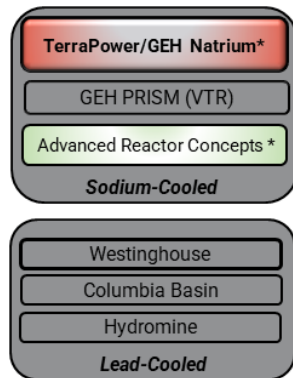 TerraPower/GEH Natrium*
GEH PRISM (VTR)
Advanced Reactor Concepts *
Sodium-Cooled
Westinghouse
Columbia Basin
Hydromine
Lead-Cooled